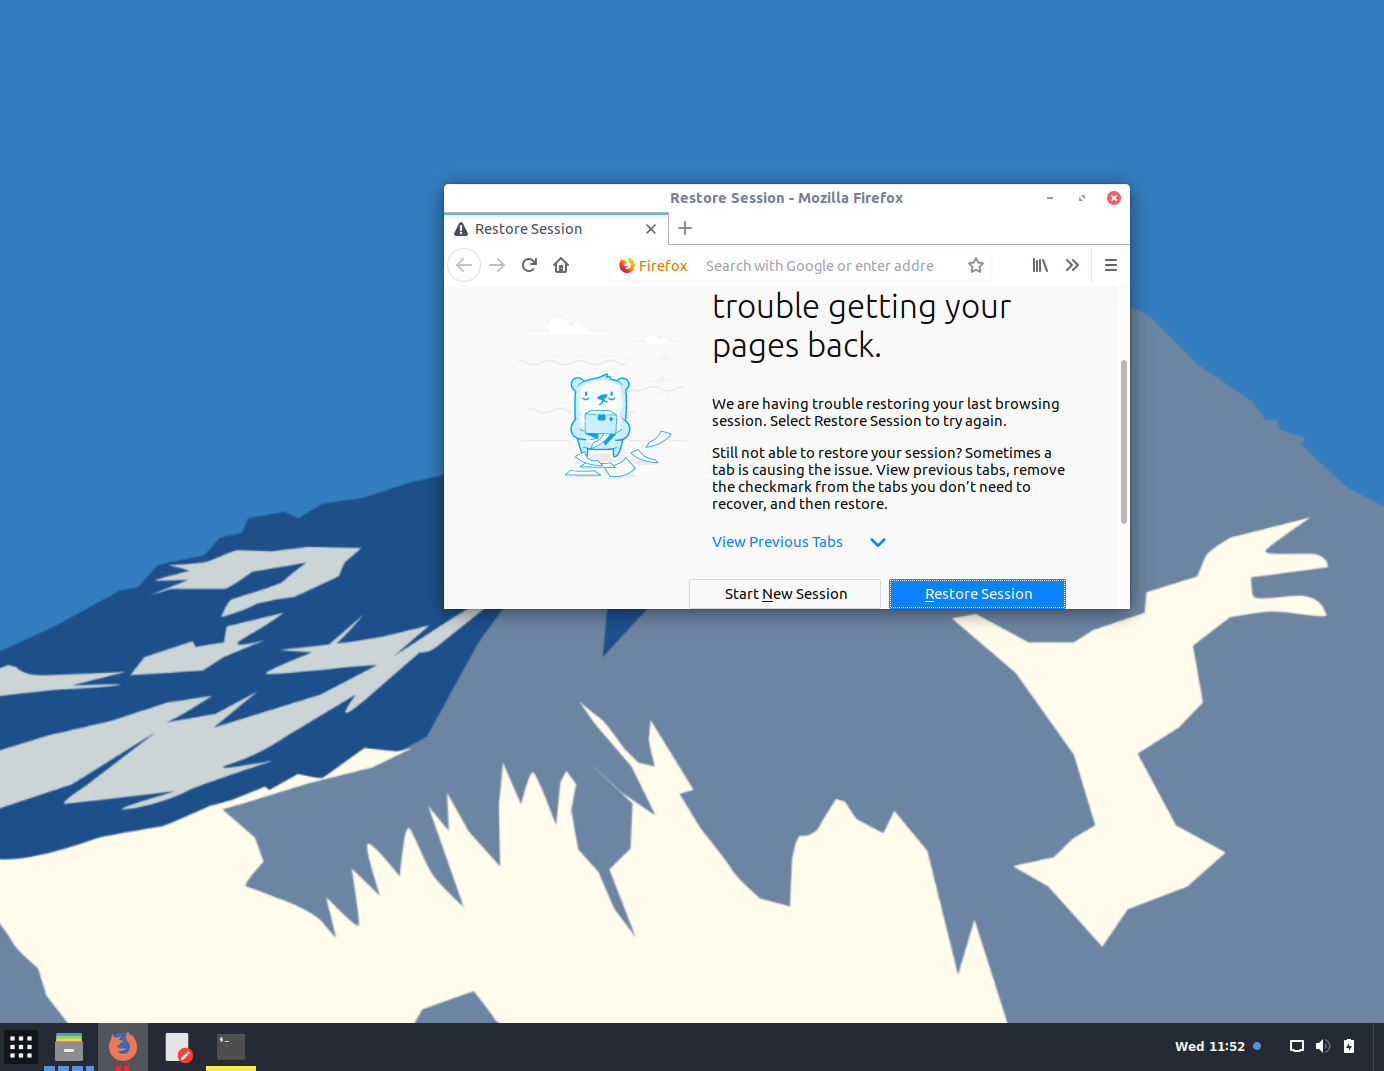 Restore Session - Mozilla Firefox
Restore Session
Firefox Search with Google or enter addre
trouble getting your
pages back.
We are having trouble restoring your last browsing
session. Select Restore Session to try again.
Still not able to restore your session? Sometimes a
tab is causing the issue. View previous tabs, remove
the checkmark from the tabs you don’t need to
recover, and then restore.
View Previous Tabs
Start New Session Restore Session
$_
Wed 11:52